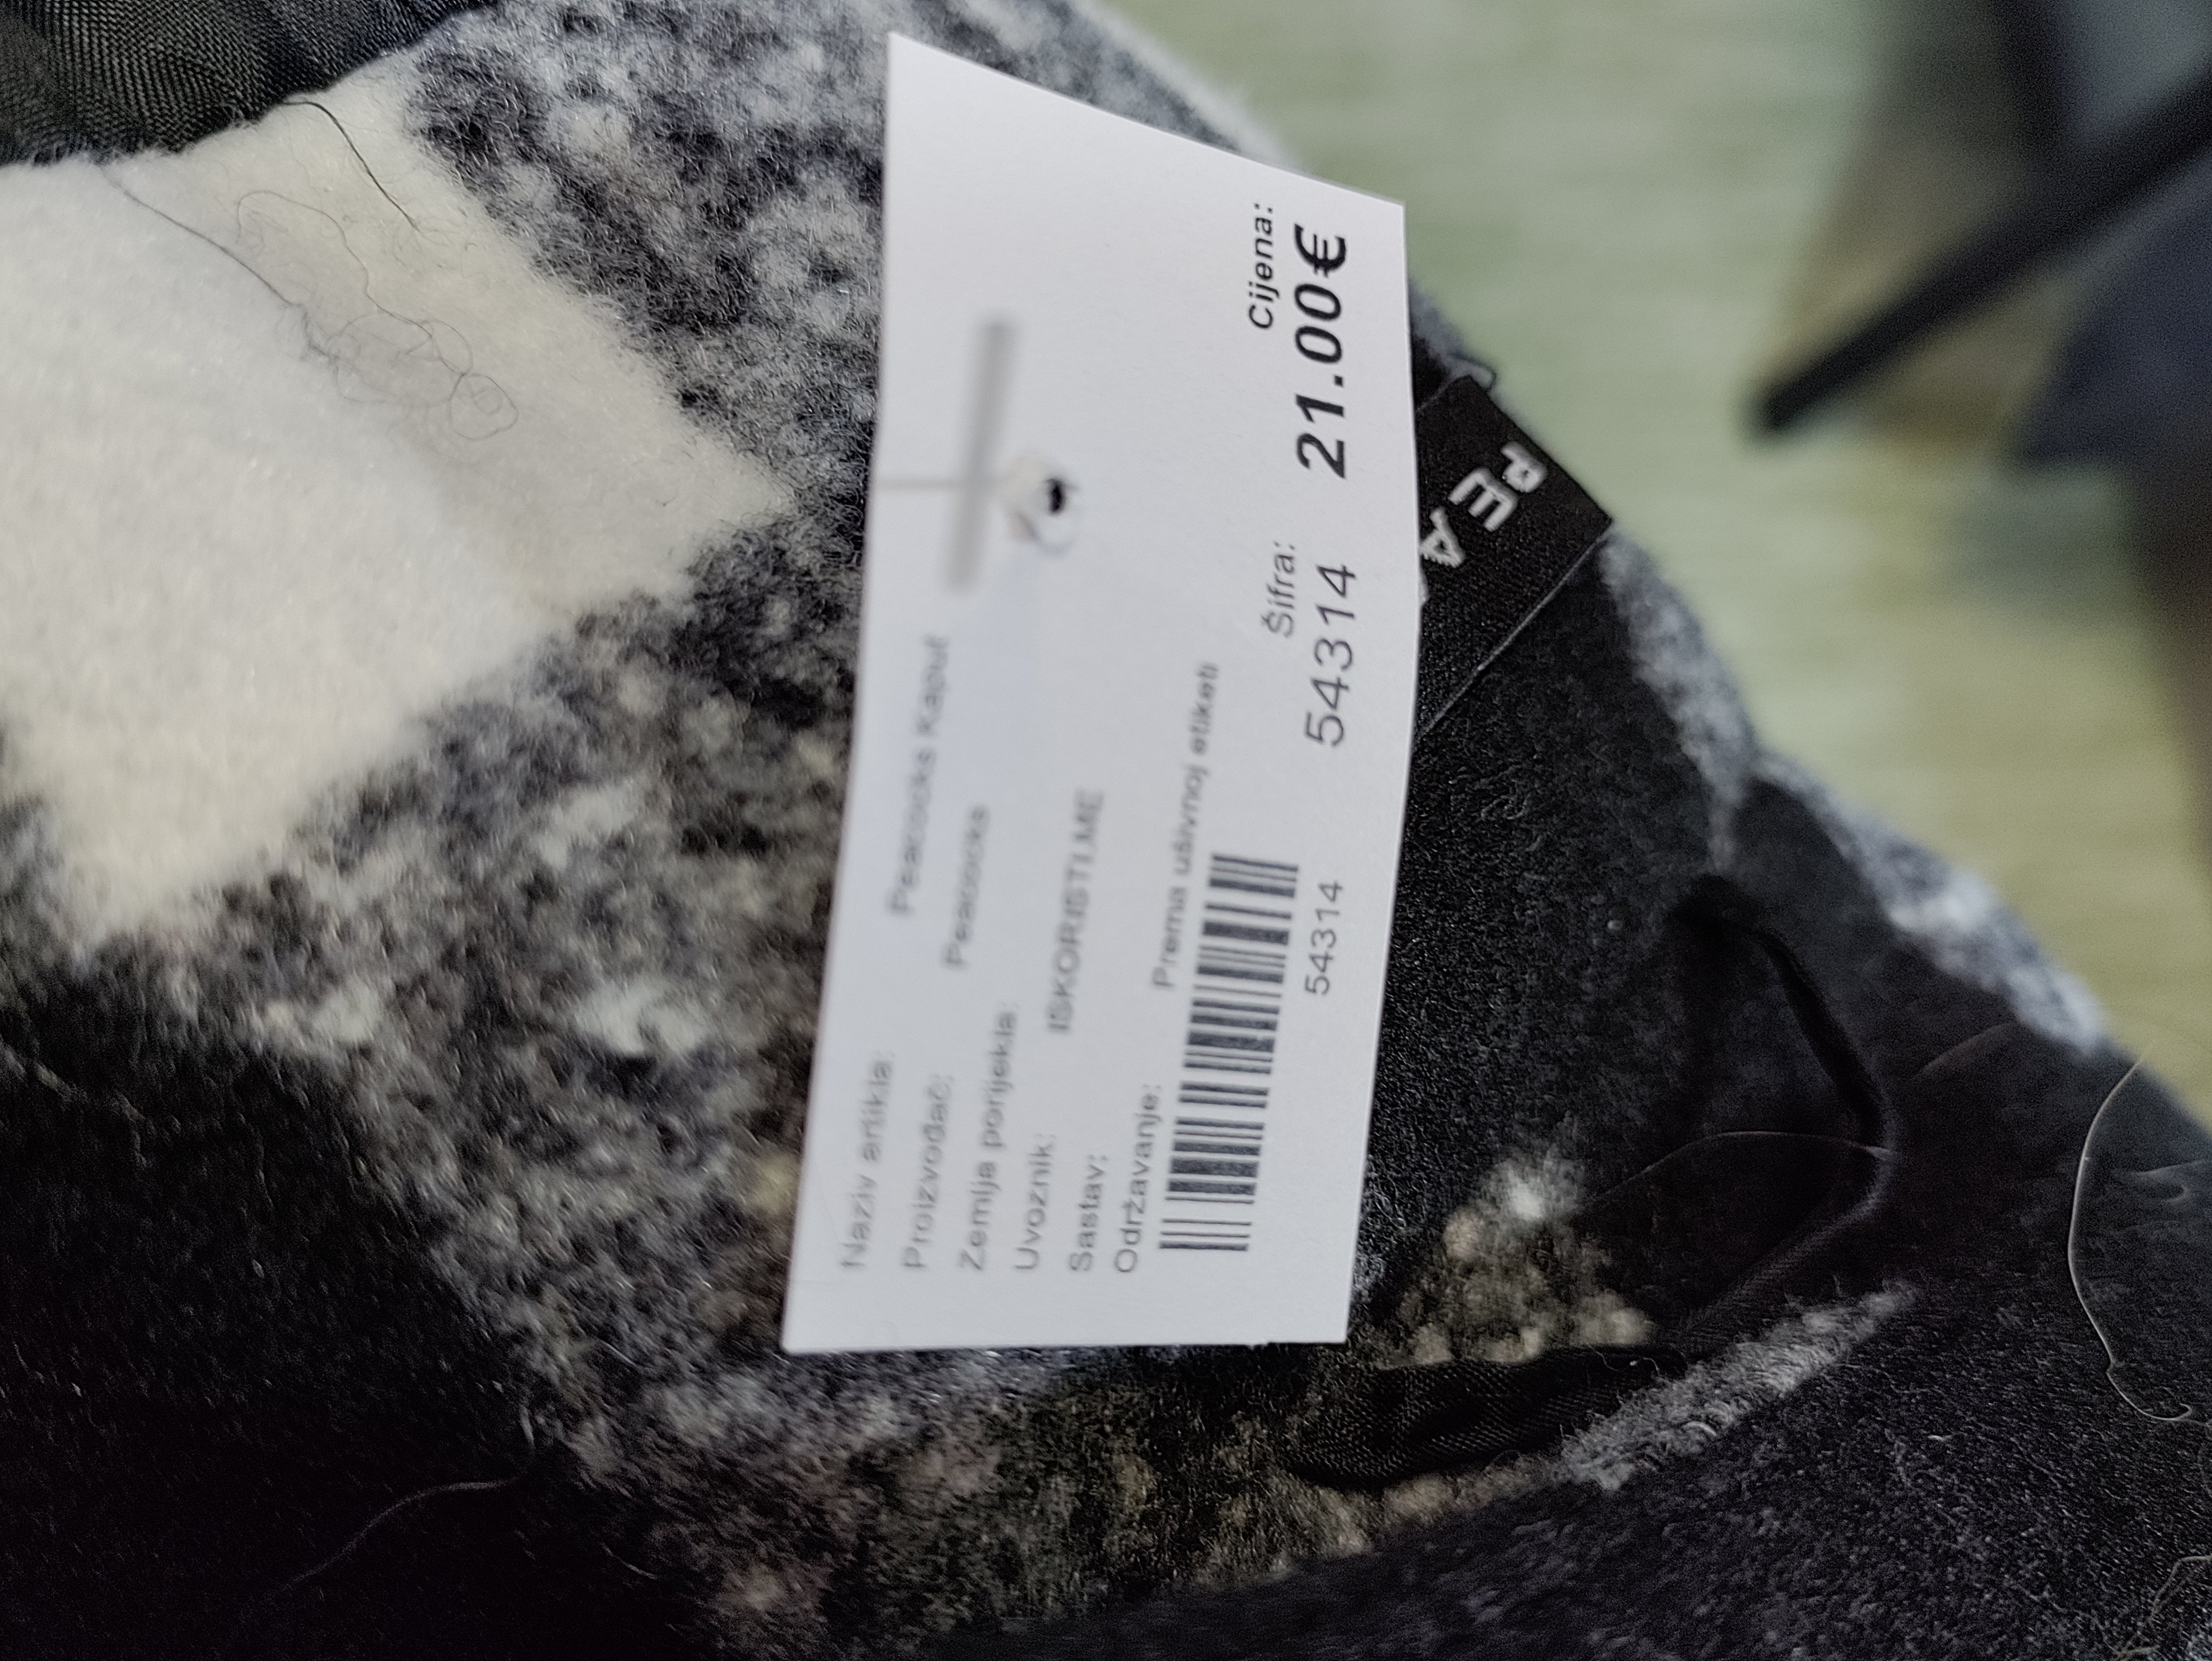 Naziv artikla: Peacocks Kaput
Proizvođač: Peacocks
Zemlja porijekla:
Uvoznik: ISKORISTI.ME
Sastav:
Održavanje: Prema ušivnoj etiketi
54314
Šifra:
54314
Cijena:
21.00€
PEA